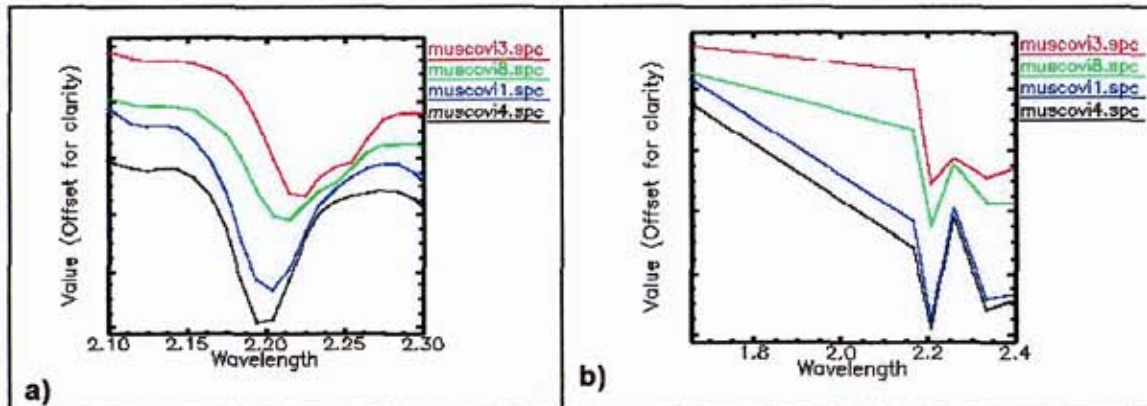 Value (Offset for clarity)
muscovi3.spc
muscovi8.spc
muscovi1.spc
muscovi4.spc
2.10 2.15 2.20 2.25 2.30
Wavelength
a)
Value (Offset for clarity)
muscovi3.spc
muscovi8.spc
muscovi1.spc
muscovi4.spc
1.8 2.0 2.2 2.4
Wavelength
b)